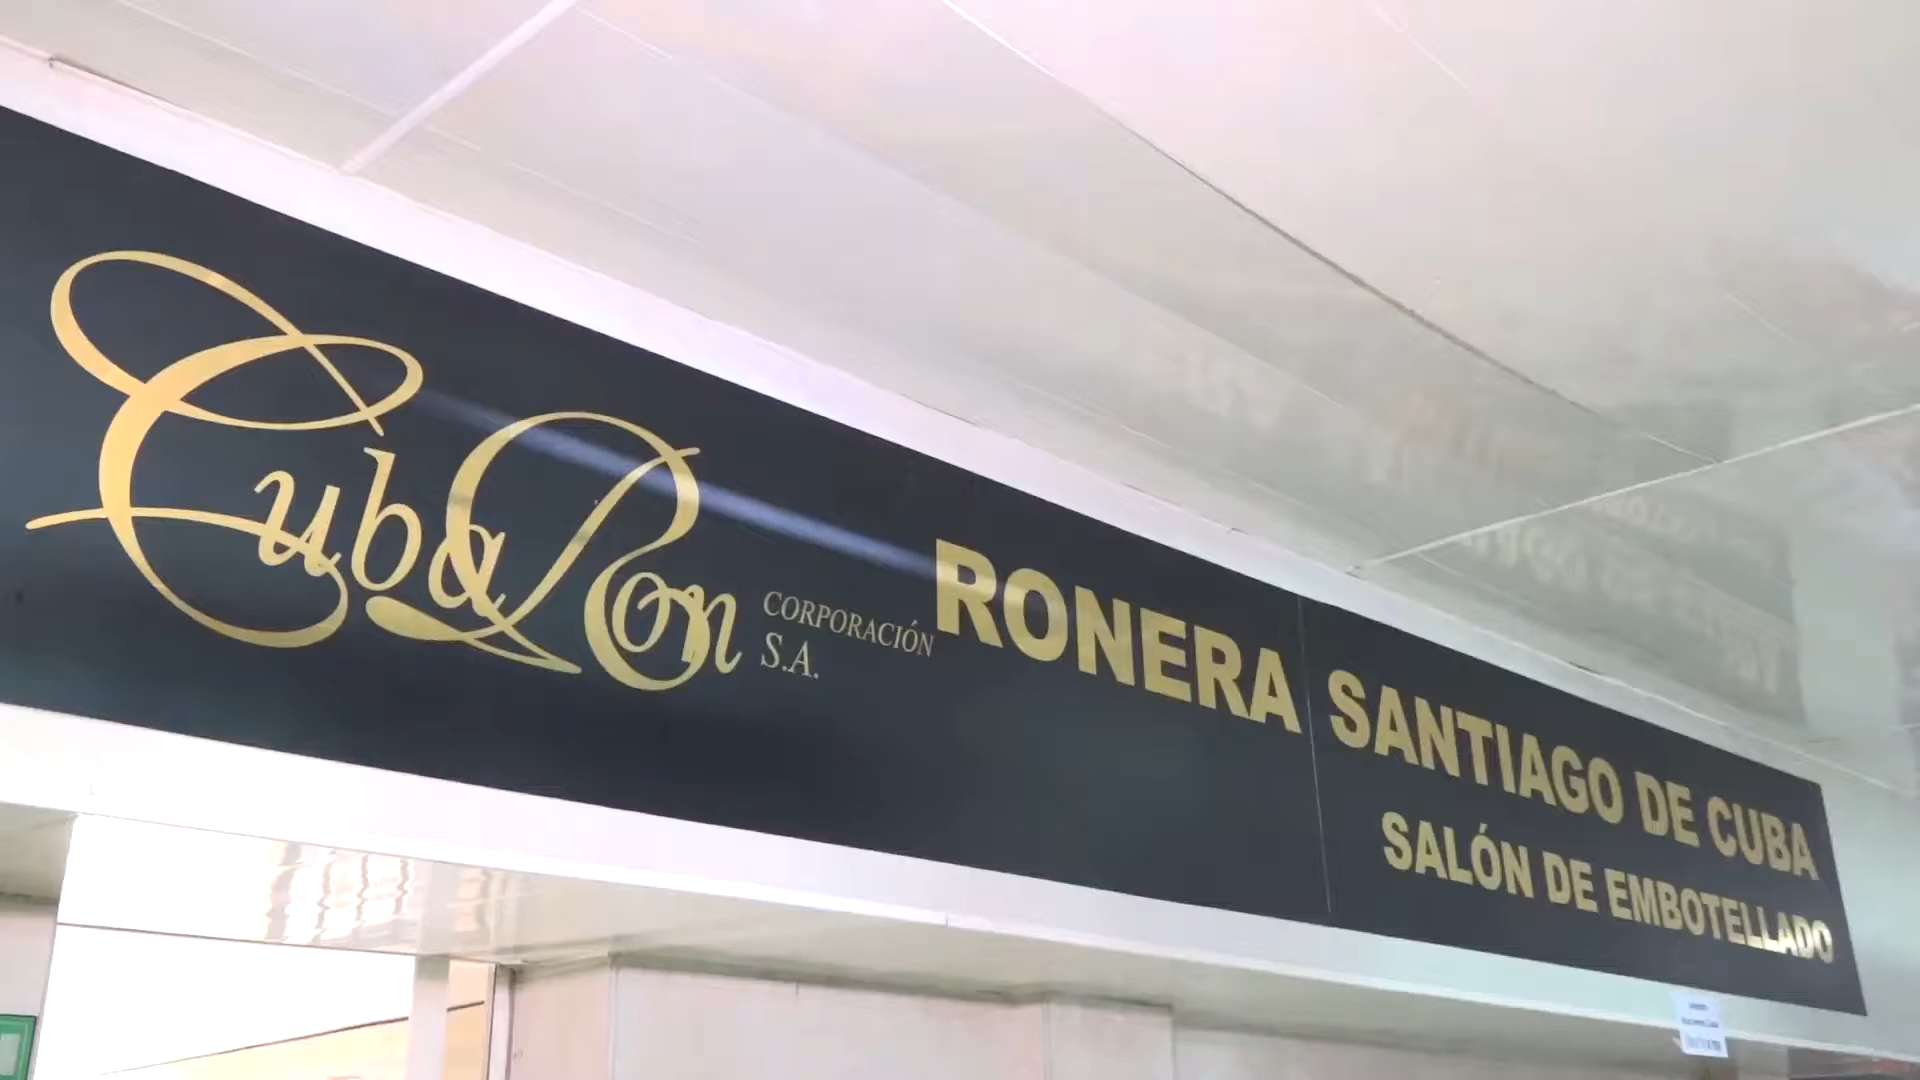 Cuba Ron
CORPORACIÓN
S.A.
RONERA SANTIAGO DE CUBA
SALÓN DE EMBOTELLADO